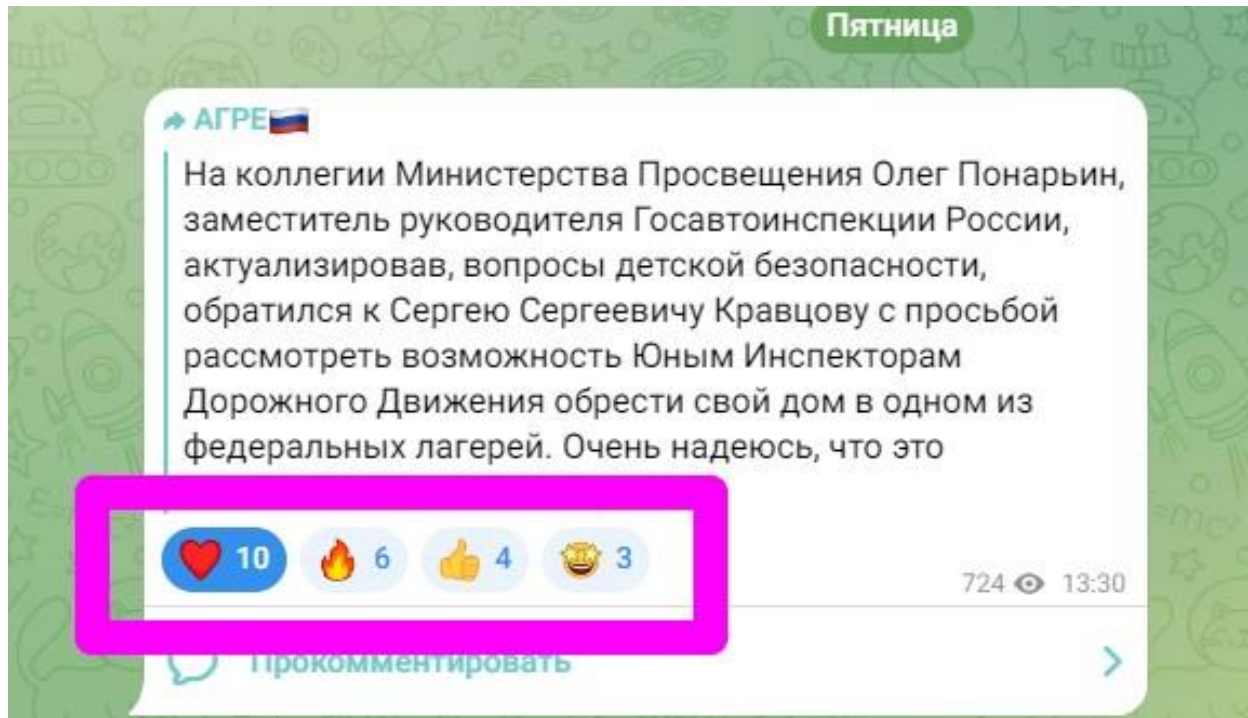 Пятница
АГРЕ🇷🇺
На коллегии Министерства Просвещения Олег Понарьин,
заместитель руководителя Госавтоинспекции России,
актуализировав, вопросы детской безопасности,
обратился к Сергею Сергеевичу Кравцову с просьбой
рассмотреть возможность Юным Инспекторам
Дорожного Движения обрести свой дом в одном из
федеральных лагерей. Очень надеюсь, что это
❤️ 10 🔥 6 👍 4 🤩 3
724 13:30
Прокомментировать